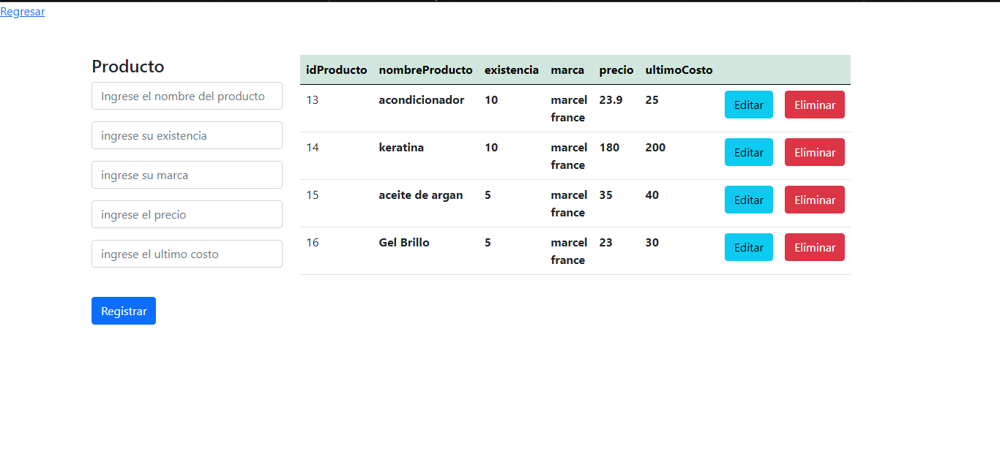 Regresar
Producto
Ingrese el nombre del producto
ingrese su existencia
ingrese su marca
ingrese el precio
ingrese el ultimo costo
Registrar
idProducto nombreProducto existencia marca precio ultimoCosto
13 acondicionador 10 marcel 23.9 25 Editar Eliminar
france
14 keratina 10 marcel 180 200 Editar Eliminar
france
15 aceite de argan 5 marcel 35 40 Editar Eliminar
france
16 Gel Brillo 5 marcel 23 30 Editar Eliminar
france